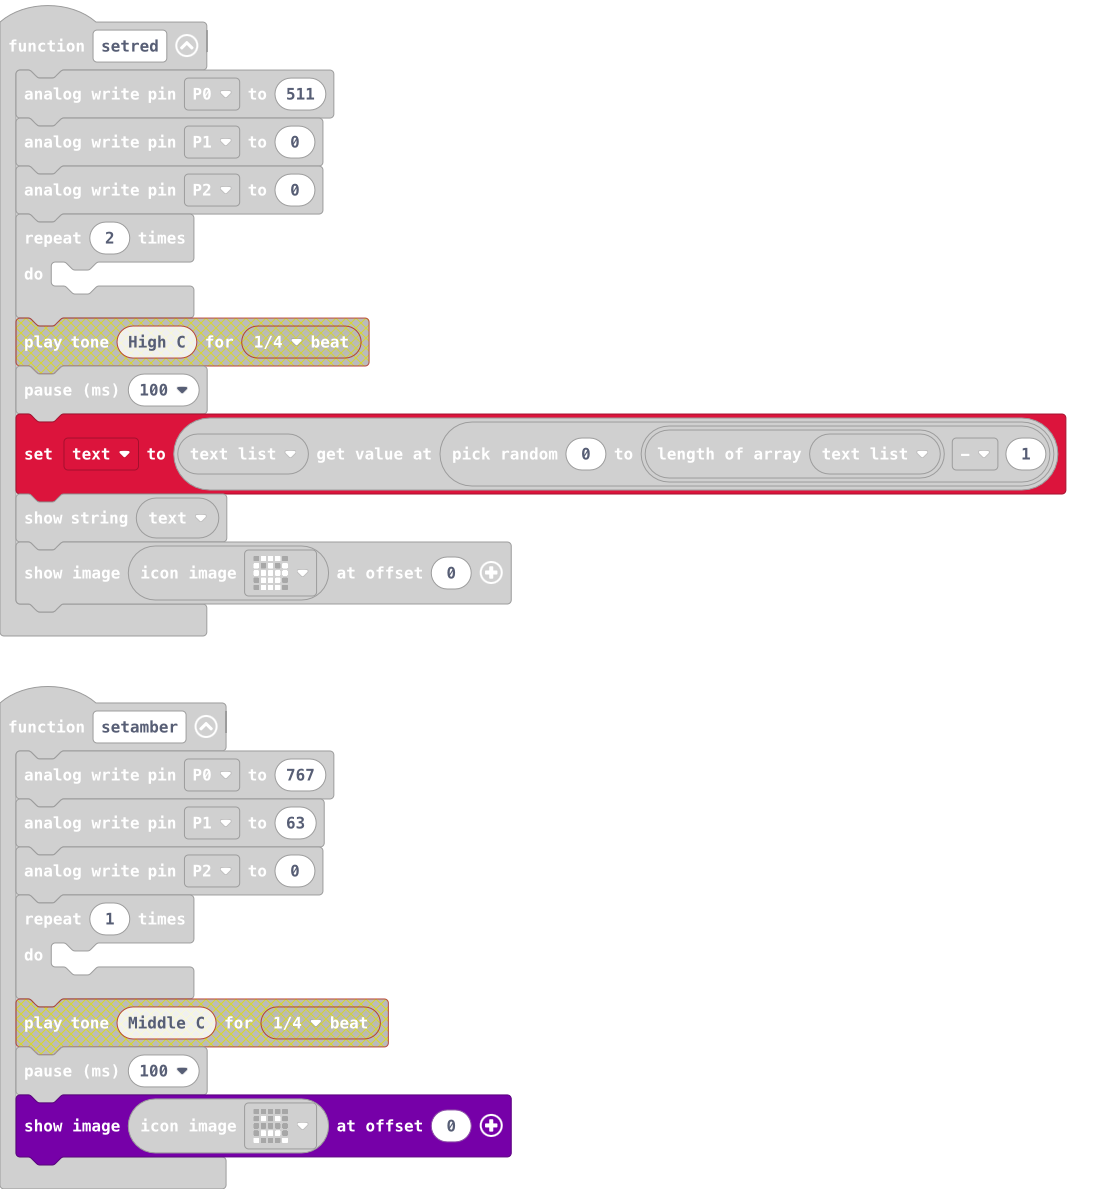 function setred
analog write pin P0 to 511
analog write pin P1 to 0
analog write pin P2 to 0
repeat 2 times
do
play tone High C for 1/4 beat
pause (ms) 100
set text to text list get value at pick random 0 to length of array text list - 1
show string text
show image icon image at offset 0
function setamber
analog write pin P0 to 767
analog write pin P1 to 63
analog write pin P2 to 0
repeat 1 times
do
play tone Middle C for 1/4 beat
pause (ms) 100
show image icon image at offset 0